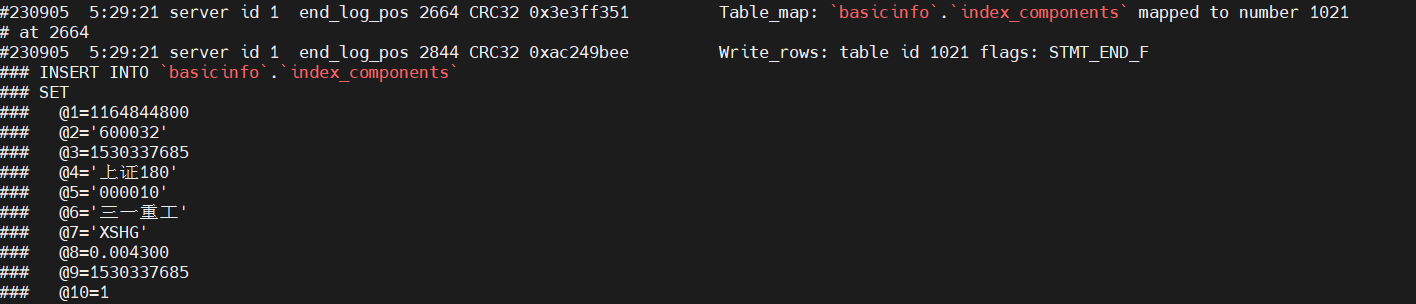 #230905  5:29:21 server id 1  end_log_pos 2664 CRC32 0x3e3ff351         Table_map: `basicinfo`.`index_components` mapped to number 1021
# at 2664
#230905  5:29:21 server id 1  end_log_pos 2844 CRC32 0xac249bee         Write_rows: table id 1021 flags: STMT_END_F
### INSERT INTO `basicinfo`.`index_components`
### SET
###   @1=1164844800
###   @2='600032'
###   @3=1530337685
###   @4='上证180'
###   @5='000010'
###   @6='三一重工'
###   @7='XSHG'
###   @8=0.004300
###   @9=1530337685
###   @10=1